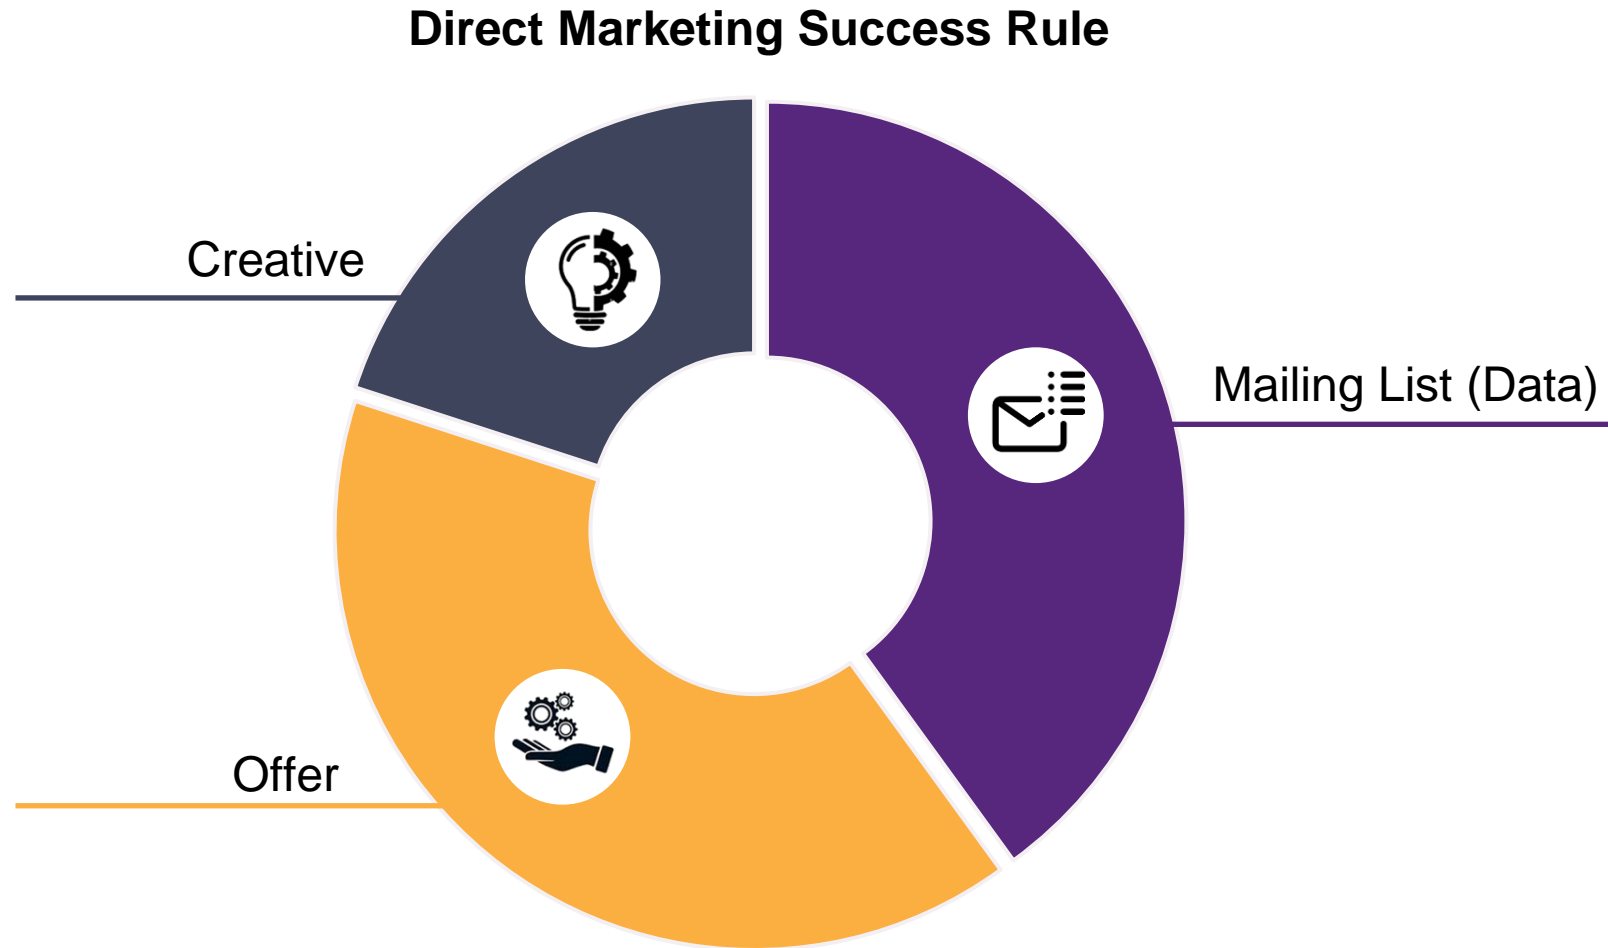 Direct Marketing Success Rule
Creative
Mailing List (Data)
Offer